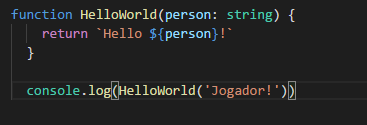 function HelloWorld(person: string) {
return `Hello ${person}!`
}
console.log(HelloWorld('Jogador!'))